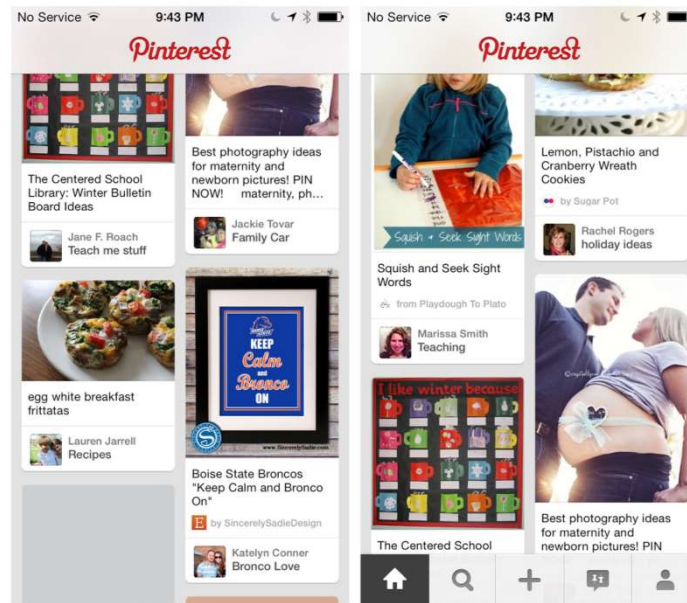 No Service 9:43 PM
Pinterest
The Centered School
Library: Winter Bulletin
Board Ideas
Jane F. Roach
Teach me stuff
egg white breakfast
frittatas
Lauren Jarrell
Recipes
Best photography ideas
for maternity and
newborn pictures! PIN
NOW! maternity, ph...
Jackie Tovar
Family Car
KEEP
Calm
and
Bronco
ON
www.SincerelySadie.com
Boise State Broncos
"Keep Calm and Bronco
On"
E by SincerelySadieDesign
Katelyn Conner
Bronco Love
No Service 9:43 PM
Pinterest
Squish & Seek Sight Words
Squish and Seek Sight
Words
from Playdough To Plato
Marissa Smith
Teaching
I like winter because
The Centered School
Lemon, Pistachio and
Cranberry Wreath
Cookies
by Sugar Pot
Rachel Rogers
holiday ideas
Best photography ideas
for maternity and
newborn pictures! PIN